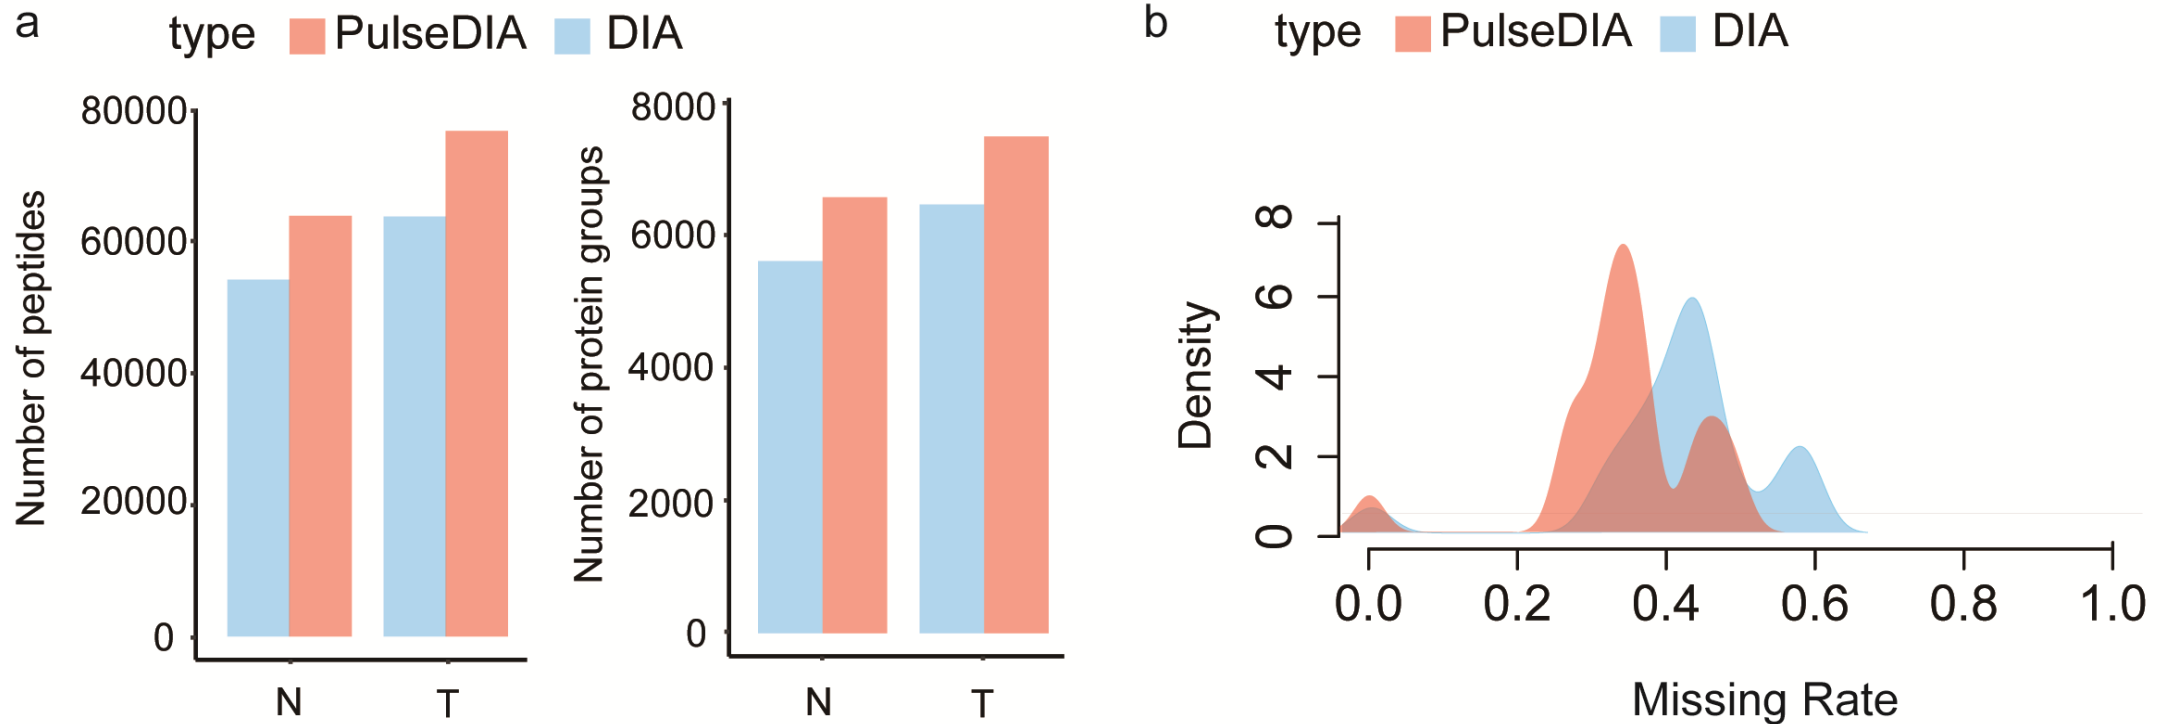 a
type PulseDIA DIA
Number of peptides
80000
60000
40000
20000
0
N T
Number of protein groups
8000
6000
4000
2000
0
N T
b
type PulseDIA DIA
Density
8
6
4
2
0
0.0 0.2 0.4 0.6 0.8 1.0
Missing Rate